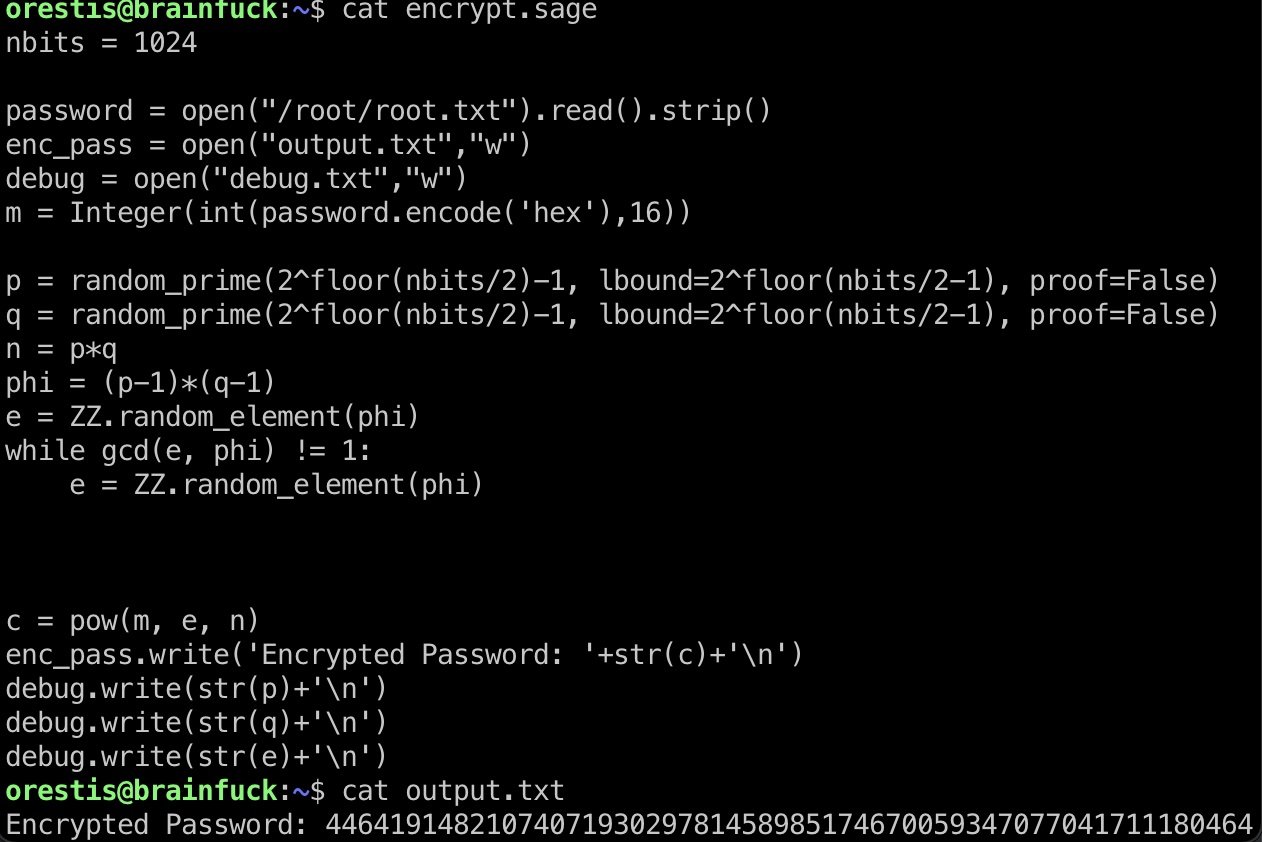 orestis@brainfuck:~$ cat encrypt.sage
nbits = 1024
password = open("/root/root.txt").read().strip()
enc_pass = open("output.txt","w")
debug = open("debug.txt","w")
m = Integer(int(password.encode('hex'),16))
p = random_prime(2^floor(nbits/2)-1, lbound=2^floor(nbits/2-1), proof=False)
q = random_prime(2^floor(nbits/2)-1, lbound=2^floor(nbits/2-1), proof=False)
n = p*q
phi = (p-1)*(q-1)
e = ZZ.random_element(phi)
while gcd(e, phi) != 1:
    e = ZZ.random_element(phi)
c = pow(m, e, n)
enc_pass.write('Encrypted Password: '+str(c)+'\n')
debug.write(str(p)+'\n')
debug.write(str(q)+'\n')
debug.write(str(e)+'\n')
orestis@brainfuck:~$ cat output.txt
Encrypted Password: 4464191482107407193029781458985174670059347077041711180464​